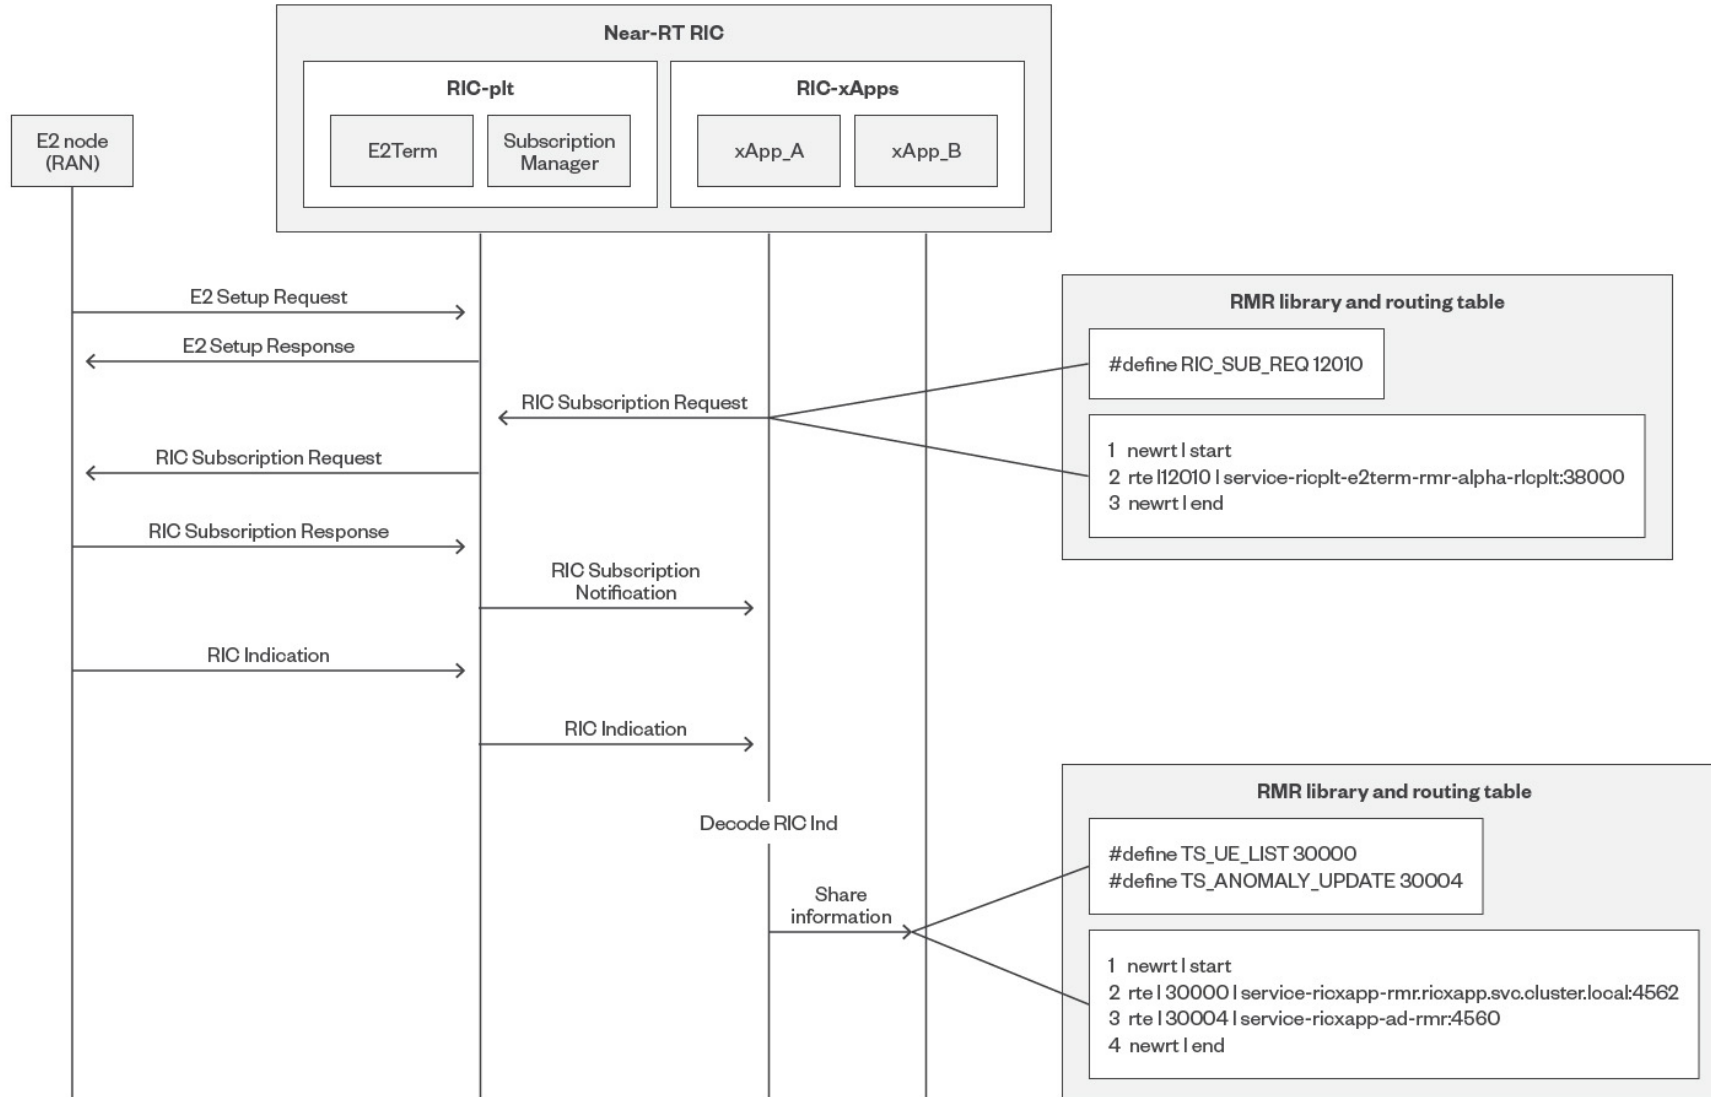 Near-RT RIC
RIC-plt
RIC-xApps
E2 node
(RAN)
E2Term
Subscription
Manager
xApp_A
xApp_B
E2 Setup Request
E2 Setup Response
RIC Subscription Request
RIC Subscription Request
RIC Subscription Response
RIC Subscription
Notification
RIC Indication
RIC Indication
Decode RIC Ind
Share
information
RMR library and routing table
#define RIC_SUB_REQ 12010
1 newrt | start
2 rte |12010 | service-ricplt-e2term-rmr-alpha-rlcplt:38000
3 newrt | end
RMR library and routing table
#define TS_UE_LIST 30000
#define TS_ANOMALY_UPDATE 30004
1 newrt | start
2 rte | 30000 | service-ricxapp-rmr.ricxapp.svc.cluster.local:4562
3 rte | 30004 | service-ricxapp-ad-rmr:4560
4 newrt | end